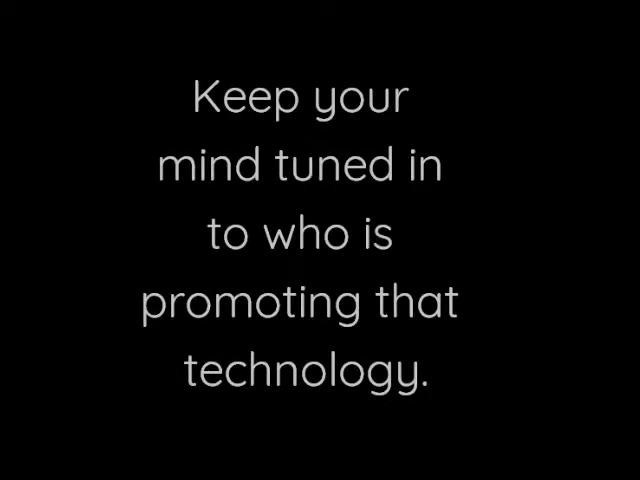 Keep your
mind tuned in
to who is
promoting that
technology.